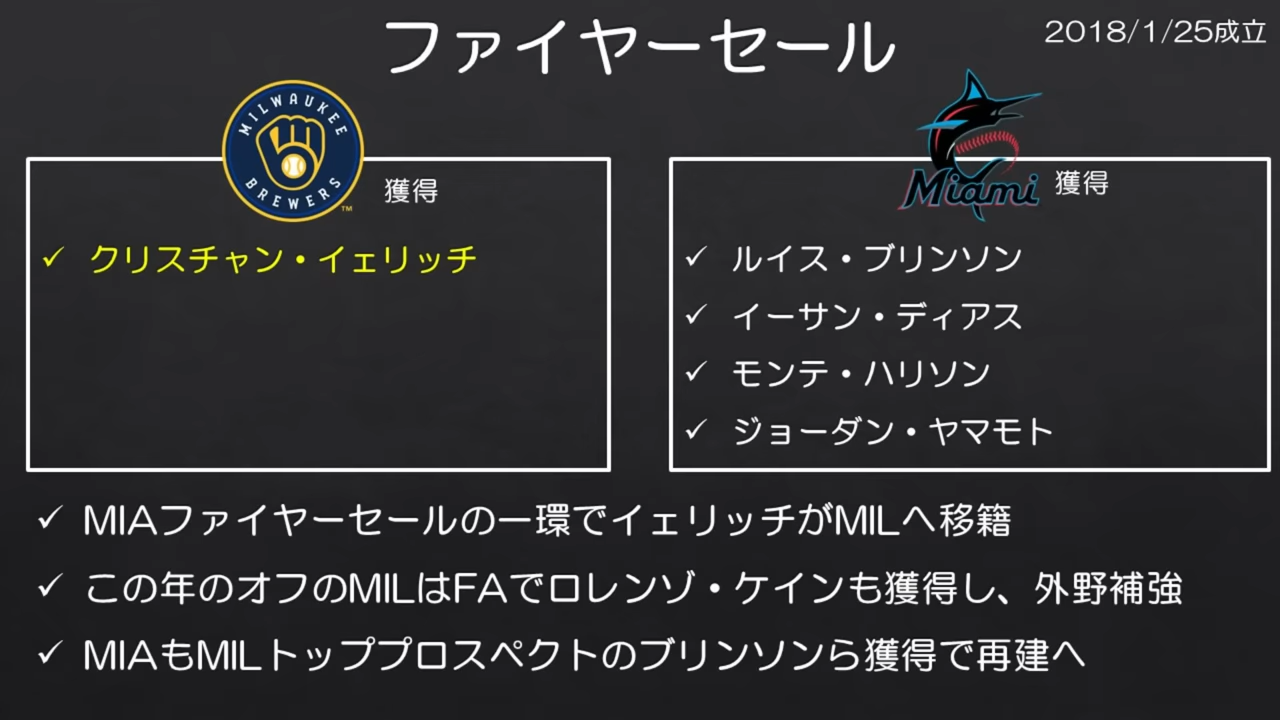 ファイヤーセール
2018/1/25成立
MILWAUKEE
BREWERS
TM
獲得
Miami
獲得
✓ クリスチャン・イェリッチ
✓ ルイス・ブリンソン
✓ イーサン・ディアス
✓ モンテ・ハリソン
✓ ジョーダン・ヤマモト
✓ MIAファイヤーセールの一環でイェリッチがMILへ移籍
✓ この年のオフのMILはFAでロレンゾ・ケインも獲得し、外野補強
✓ MIAもMILトッププロスペクトのブリンソンら獲得で再建へ